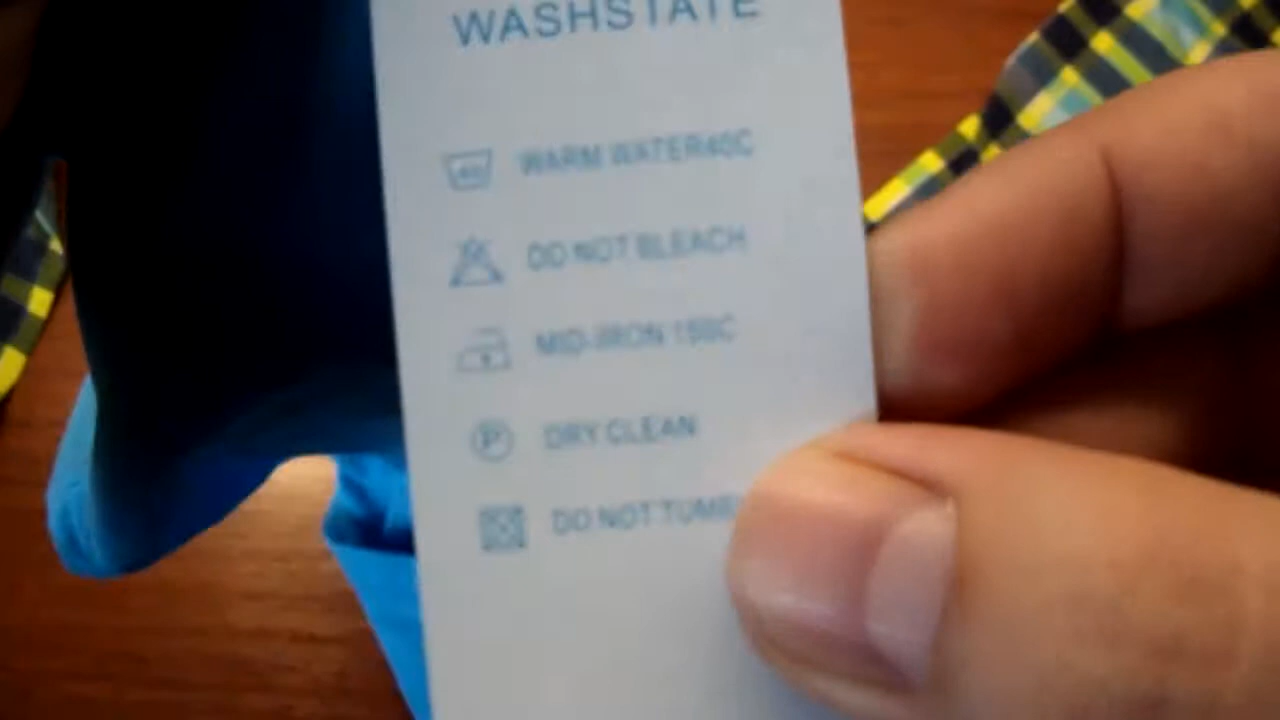 WASHSTATE
WARM WATER40C
DO NOT BLEACH
MID-IRON 150C
DRY CLEAN
P
DO NOT